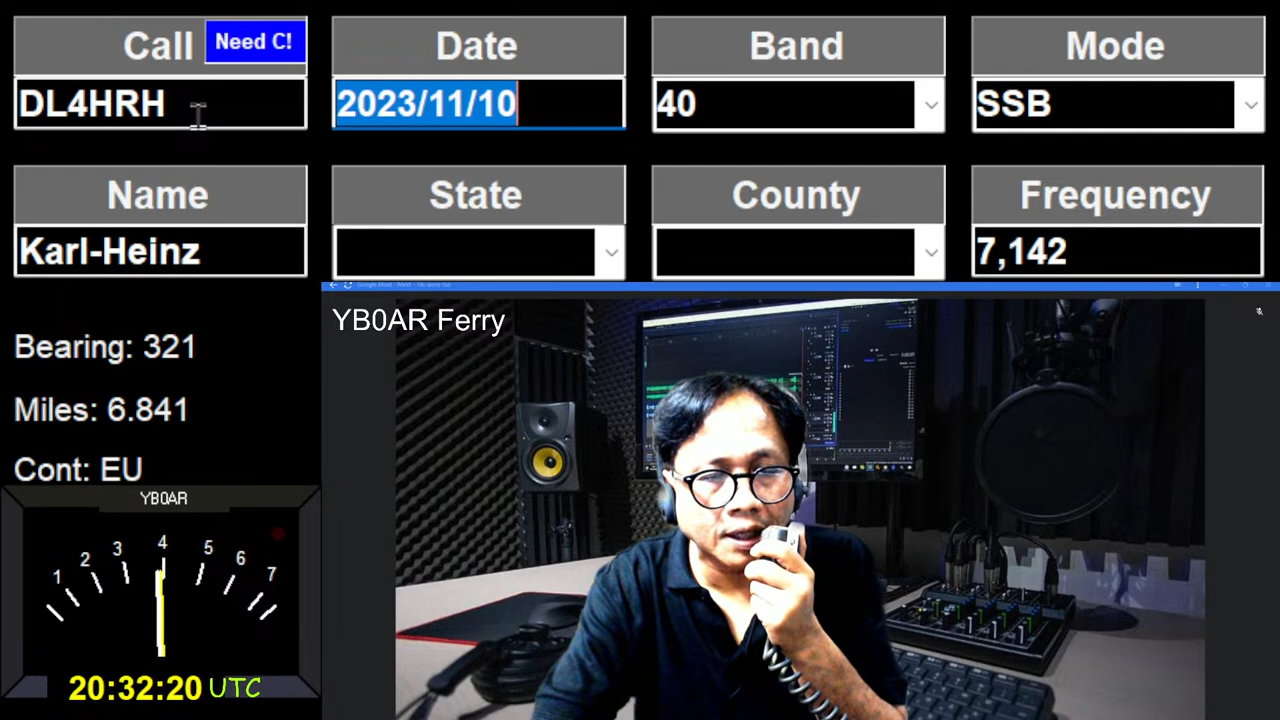 Call
Need C!
Date
Band
Mode
DL4HRH
2023/11/10
40
SSB
Name
State
County
Frequency
Karl-Heinz
7,142
YB0AR Ferry
Bearing: 321
Miles: 6.841
Cont: EU
YB0AR
1 2 3 4 5 6 7
20:32:20 UTC